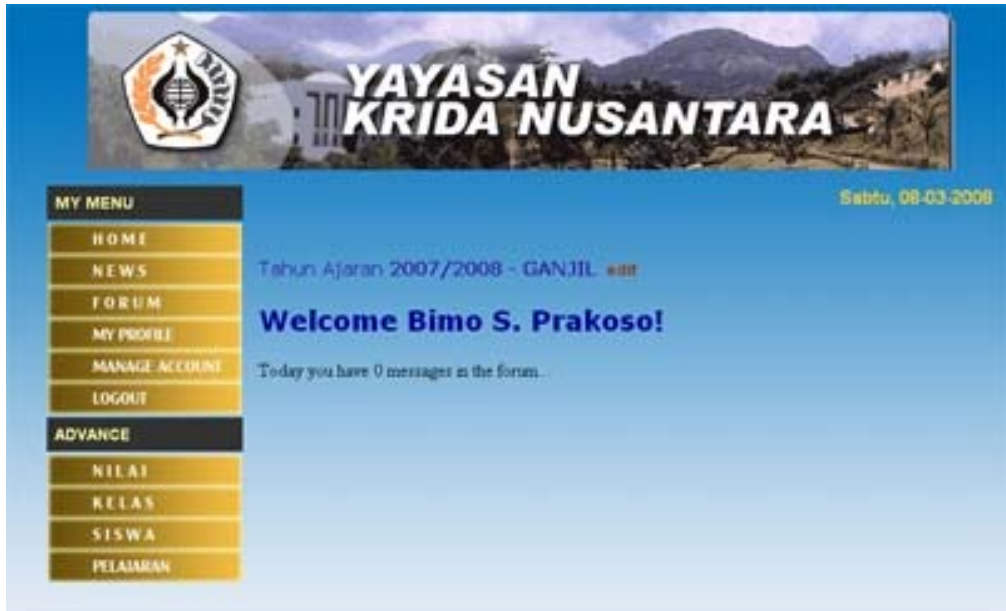 YAYASAN
KRIDA NUSANTARA
Sabtu, 08-03-2008
MY MENU
HOME
NEWS
FORUM
MY PROFILE
MANAGE ACCOUNT
LOGOUT
ADVANCE
NILAI
KELAS
SISWA
PELAJARAN
Tahun Ajaran 2007/2008 - GANJIL edit
Welcome Bimo S. Prakoso!
Today you have 0 messages in the forum.